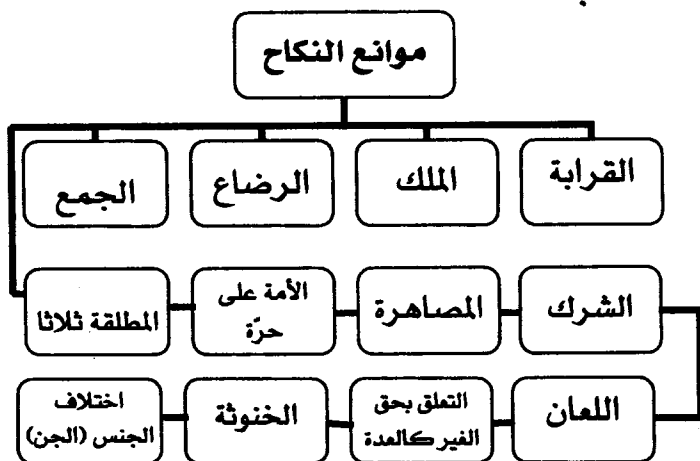 موانع النكاح
القرابة
الملك
الرضاع
الجمع
الشرك
المصاهرة
الأمة على
حرّة
المطلقة ثلاثا
اللعان
التعلق بحق
الغير كالعدة
الخنوثة
اختلاف
الجنس (الجن)